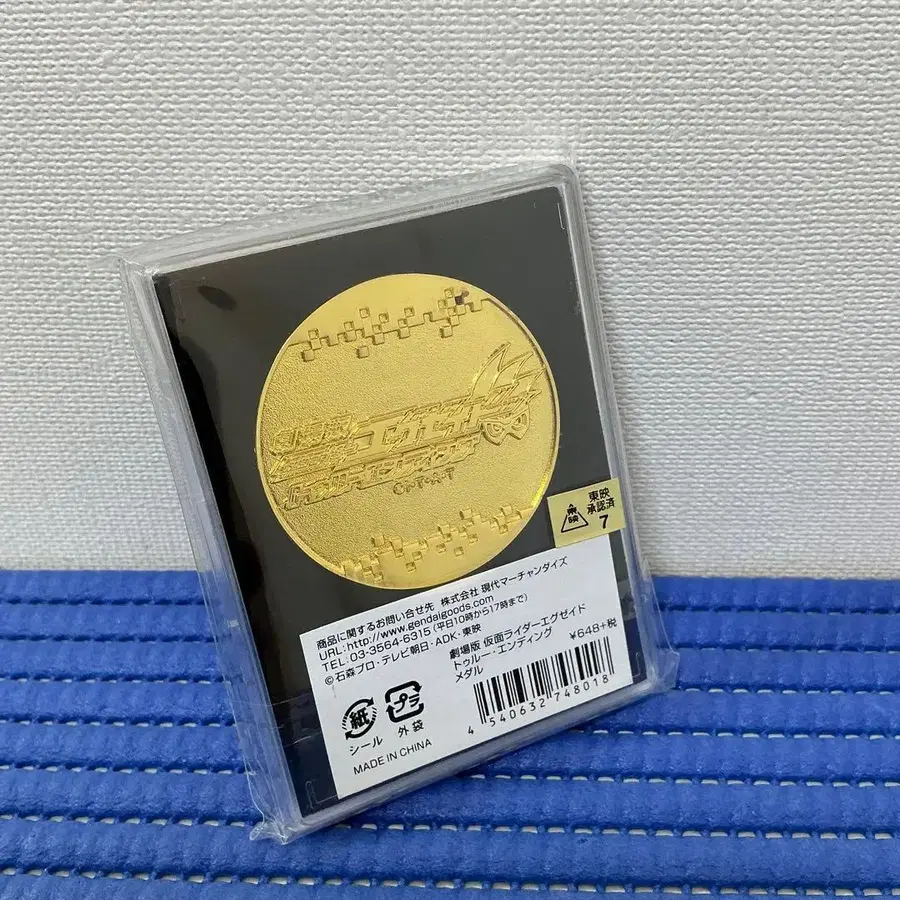 劇場版
エグゼイド
トゥルー・エンディング
©I・T・A・T
東映
東映
承認済
7
商品に関するお問い合せ先 株式会社 現代マーチャンダイズ
URL:http://www.gendaigoods.com
TEL:03-3564-6315(平日10時から17時まで)
©石森プロ・テレビ朝日・ADK・東映
劇場版 仮面ライダーエグゼイド
トゥルー・エンディング
メダル
¥648+税
紙
シール
プラ
外袋
MADE IN CHINA
4 540632 748018